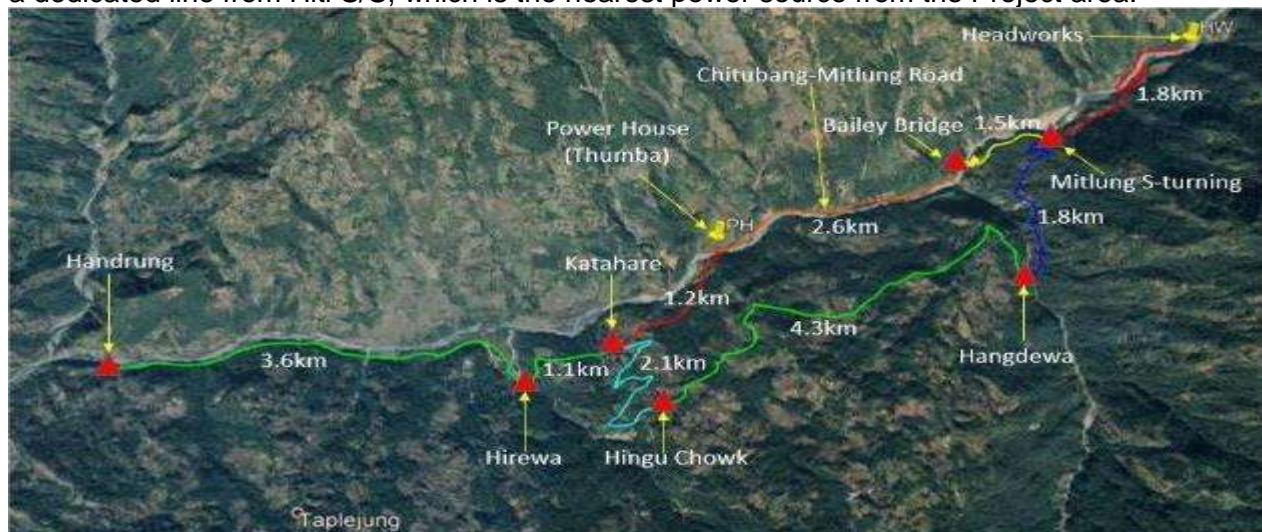 a dedicated line from S/S, which is the nearest power source from the Project area.
Headworks
HW
Chitubang-Mitlung Road
1.8km
Power House
(Thumba)
Bailey Bridge
1.5km
Mitlung S-turning
PH
2.6km
1.8km
Handrung
Katahare
1.2km
4.3km
3.6km
1.1km
2.1km
Hangdewa
Hirewa
Hingu Chowk
Taplejung